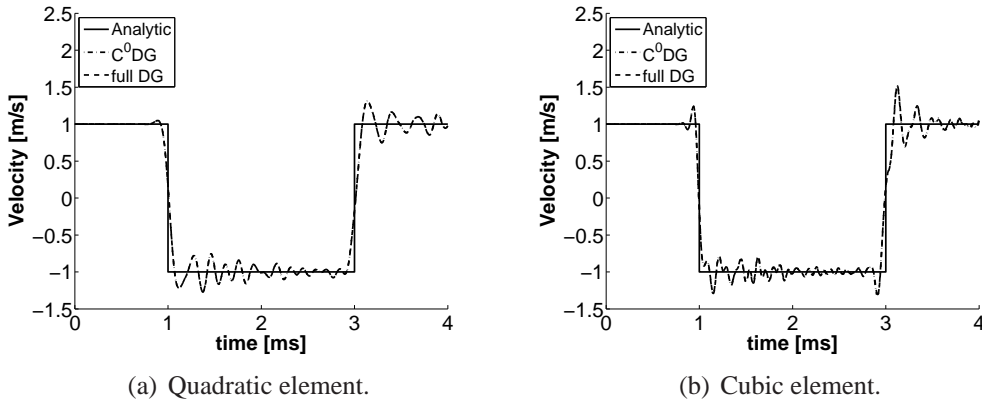 2.5
2
1.5
1
0.5
0
−0.5
−1
−1.5
Velocity [m/s]
Analytic
C⁰DG
full DG
0 1 2 3 4
time [ms]
(a) Quadratic element.
2.5
2
1.5
1
0.5
0
−0.5
−1
−1.5
Velocity [m/s]
Analytic
C⁰DG
full DG
0 1 2 3 4
time [ms]
(b) Cubic element.